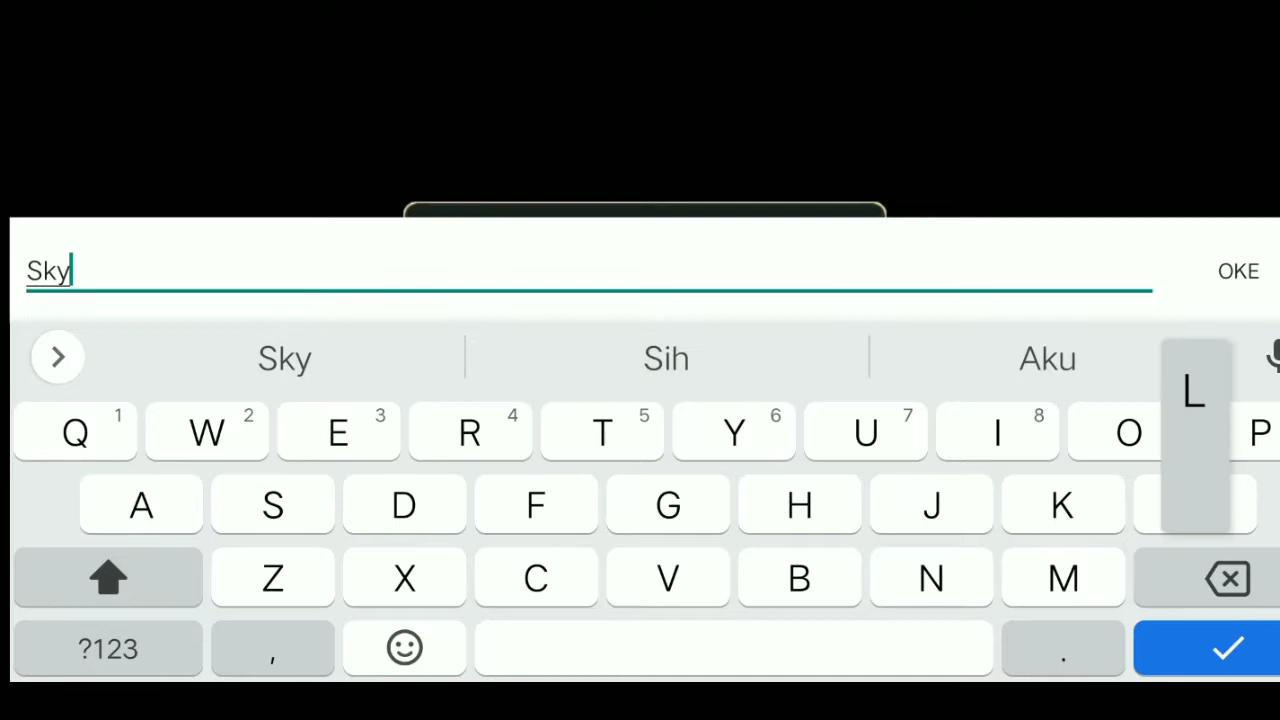 Sky OKE
Sky Sih Aku
Q 1 W 2 E 3 R 4 T 5 Y 6 U 7 I 8 O P
A S D F G H J K L
Z X C V B N M
?123 , .